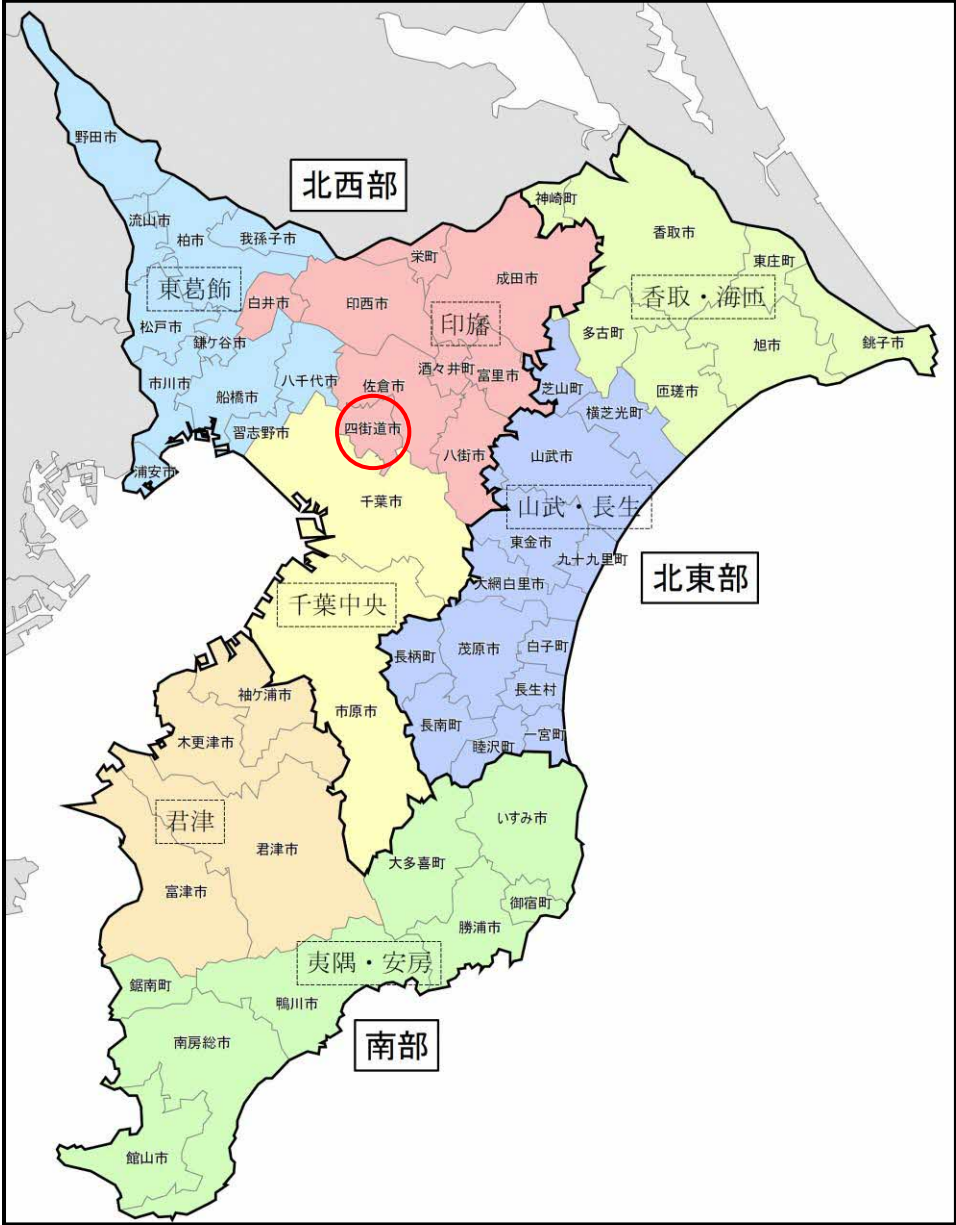 野田市
北西部
神崎町
流山市
柏市
我孫子市
香取市
栄町
東庄町
成田市
東葛飾
白井市
印西市
香取・海匝
印旛
松戸市
鎌ケ谷市
多古町
旭市
銚子市
酒々井町
富里市
市川市
船橋市
八千代市
佐倉市
芝山町
匝瑳市
横芝光町
習志野市
四街道市
八街市
山武市
浦安市
千葉市
山武・長生
東金市
九十九里町
北東部
大網白里市
千葉中央
長柄町
茂原市
白子町
袖ケ浦市
長生村
市原市
長南町
一宮町
木更津市
睦沢町
君津
いすみ市
君津市
大多喜町
富津市
御宿町
勝浦市
夷隅・安房
鋸南町
鴨川市
南房総市
南部
館山市